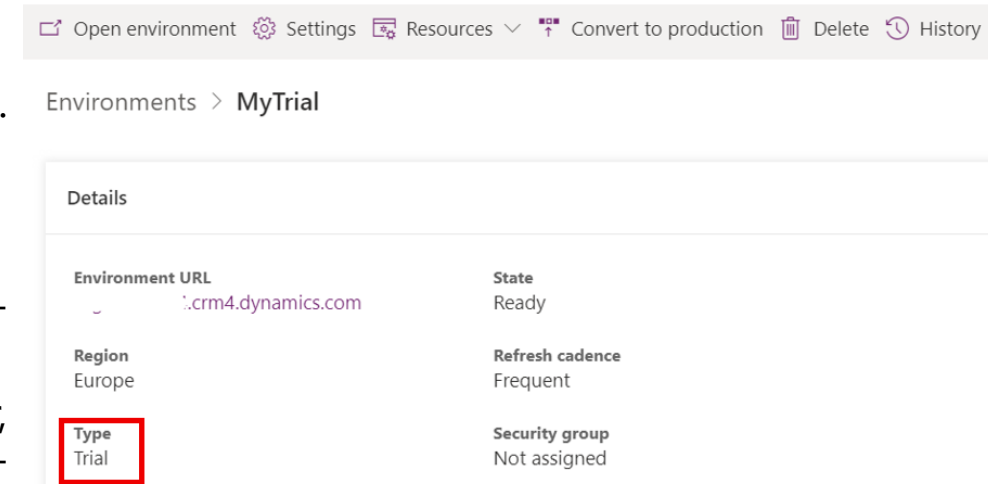 Open environment Settings Resources Convert to production Delete History
Environments > MyTrial
Details
Environment URL State
.crm4.dynamics.com Ready
Region Refresh cadence
Europe Frequent
Type Security group
Trial Not assigned